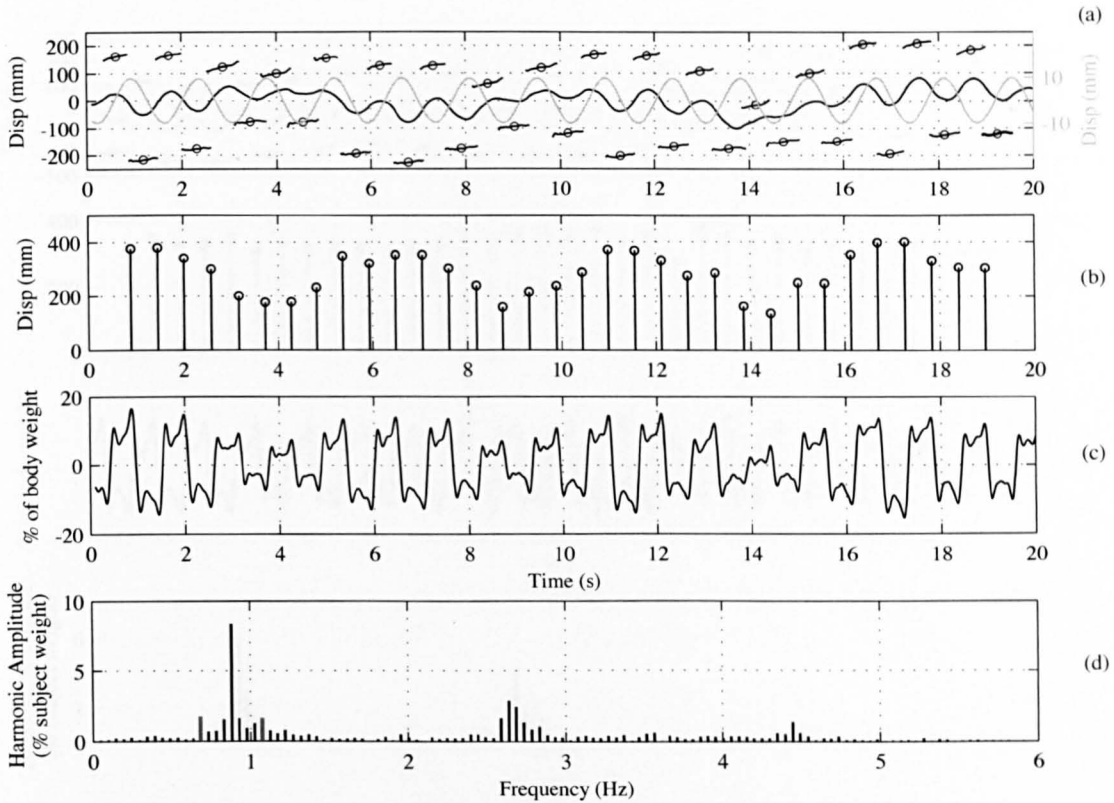 (a)
200
100
0
-100
-200
Disp (mm)
10
-10
Disp (mm)
0 2 4 6 8 10 12 14 16 18 20
400
200
0
Disp (mm)
(b)
0 2 4 6 8 10 12 14 16 18 20
20
0
-20
% of body weight
(c)
0 2 4 6 8 10 12 14 16 18 20
Time (s)
10
5
0
Harmonic Amplitude
(% subject weight)
(d)
0 1 2 3 4 5 6
Frequency (Hz)